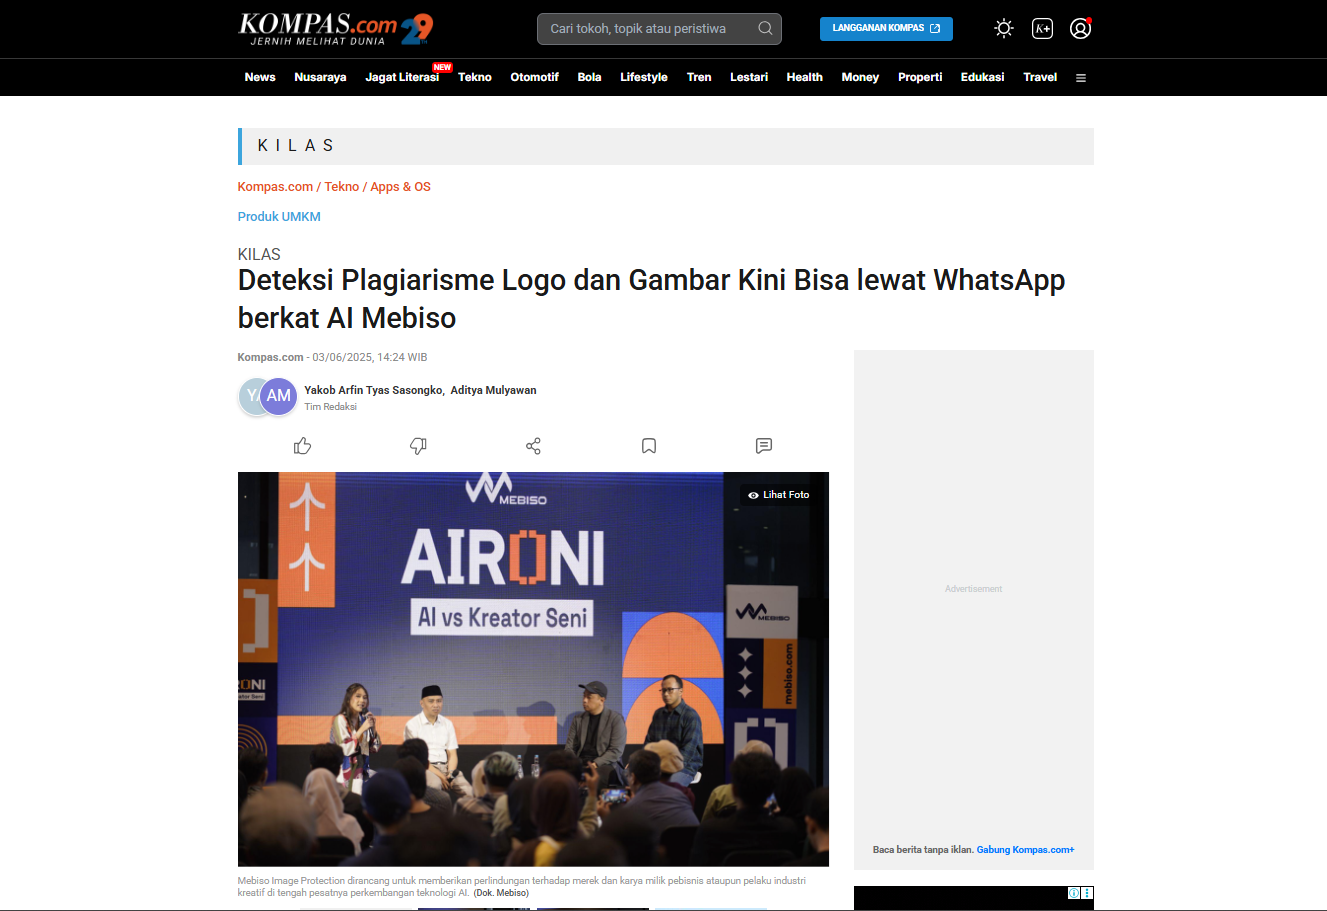 KOMPAS.com 29
JERNIH MELIHAT DUNIA
Cari tokoh, topik atau peristiwa
LANGGANAN KOMPAS
K+
News Nusaraya Jagat Literasi NEW Tekno Otomotif Bola Lifestyle Tren Lestari Health Money Properti Edukasi Travel
KILAS
Kompas.com / Tekno / Apps & OS
Produk UMKM
KILAS
Deteksi Plagiarisme Logo dan Gambar Kini Bisa lewat WhatsApp
berkat AI Mebiso
Kompas.com - 03/06/2025, 14:24 WIB
AM
Yakob Arfin Tyas Sasongko, Aditya Mulyawan
Tim Redaksi
Lihat Foto
MEBISO
AIRONI
AI vs Kreator Seni
MEBISO
mebiso.com
Advertisement
Baca berita tanpa iklan. Gabung Kompas.com+
Mebiso Image Protection dirancang untuk memberikan perlindungan terhadap merek dan karya milik pebisnis ataupun pelaku industri
kreatif di tengah pesatnya perkembangan teknologi AI. (Dok. Mebiso)